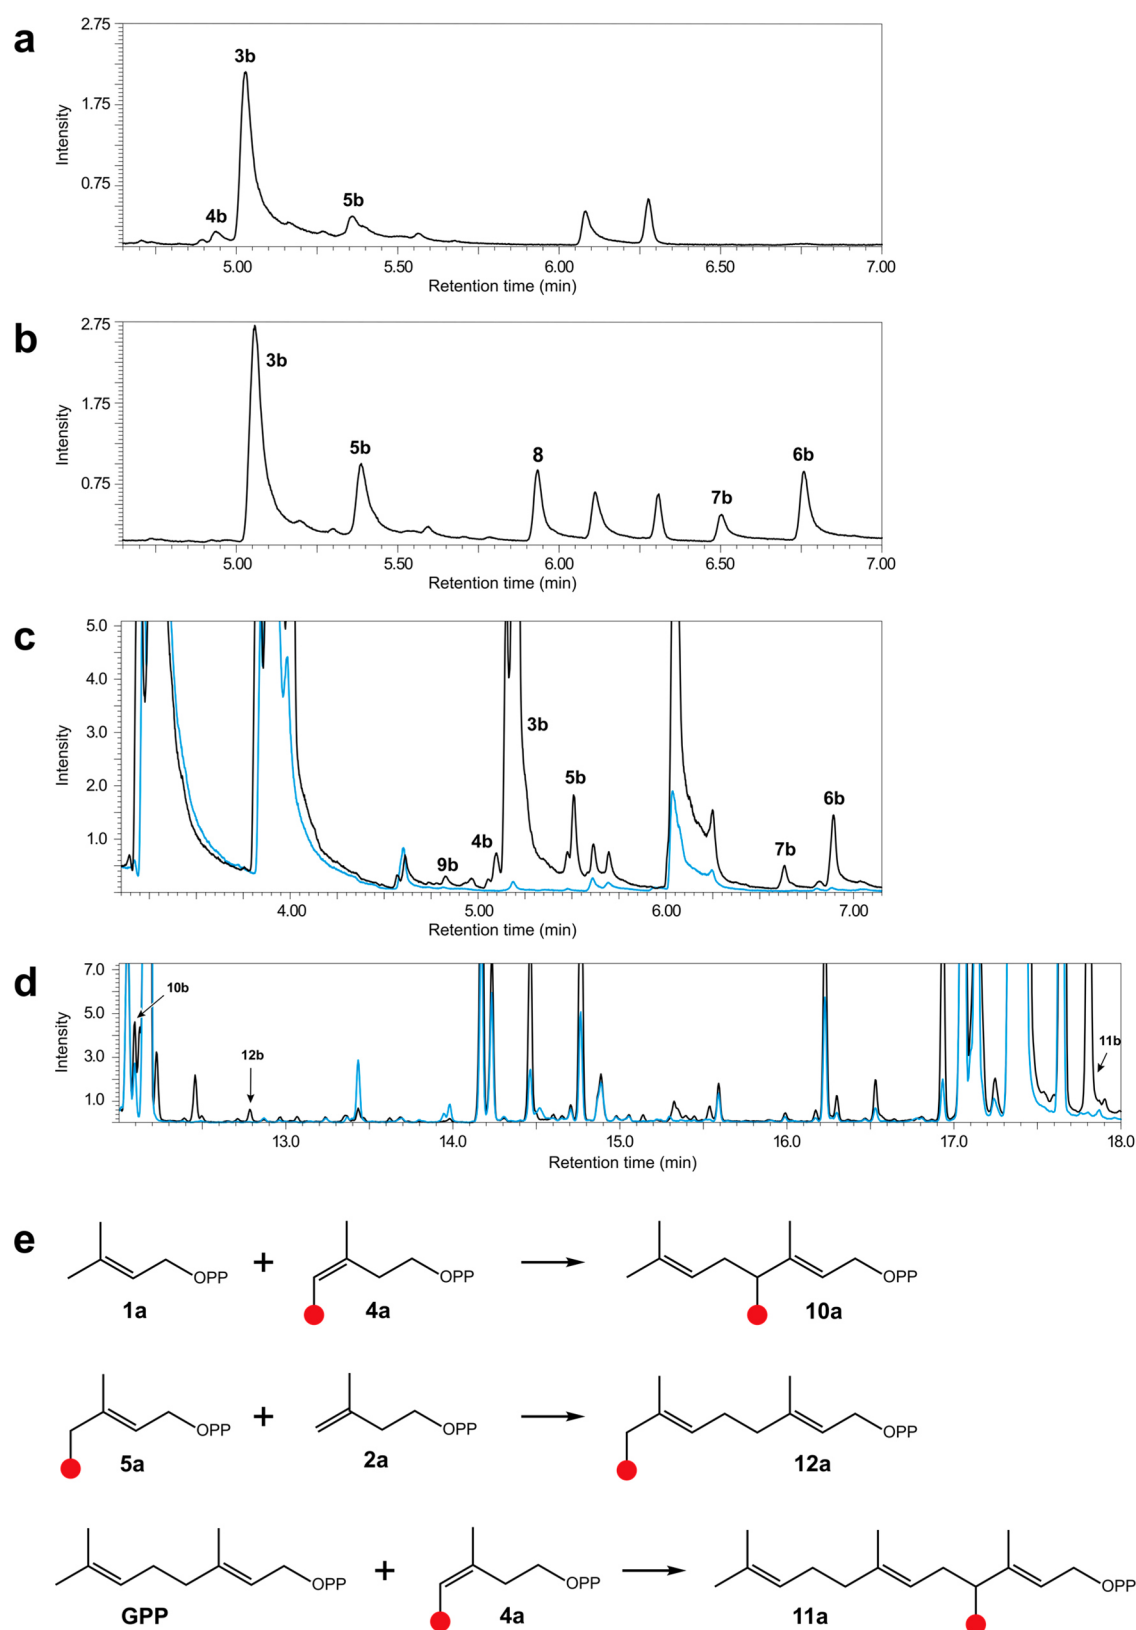 a
2.75
1.75
0.75
Intensity
4b
3b
5b
5.00
5.50
6.00
6.50
7.00
Retention time (min)
b
2.75
1.75
0.75
Intensity
3b
5b
8
7b
6b
5.00
5.50
6.00
6.50
7.00
Retention time (min)
c
5.0
4.0
3.0
2.0
1.0
Intensity
9b
4b
3b
5b
7b
6b
4.00
5.00
6.00
7.00
Retention time (min)
d
7.0
5.0
3.0
1.0
Intensity
10b
12b
11b
13.0
14.0
15.0
16.0
17.0
18.0
Retention time (min)
e
OPP
1a
+
OPP
4a
OPP
10a
OPP
5a
+
OPP
2a
OPP
12a
OPP
GPP
+
OPP
4a
OPP
11a